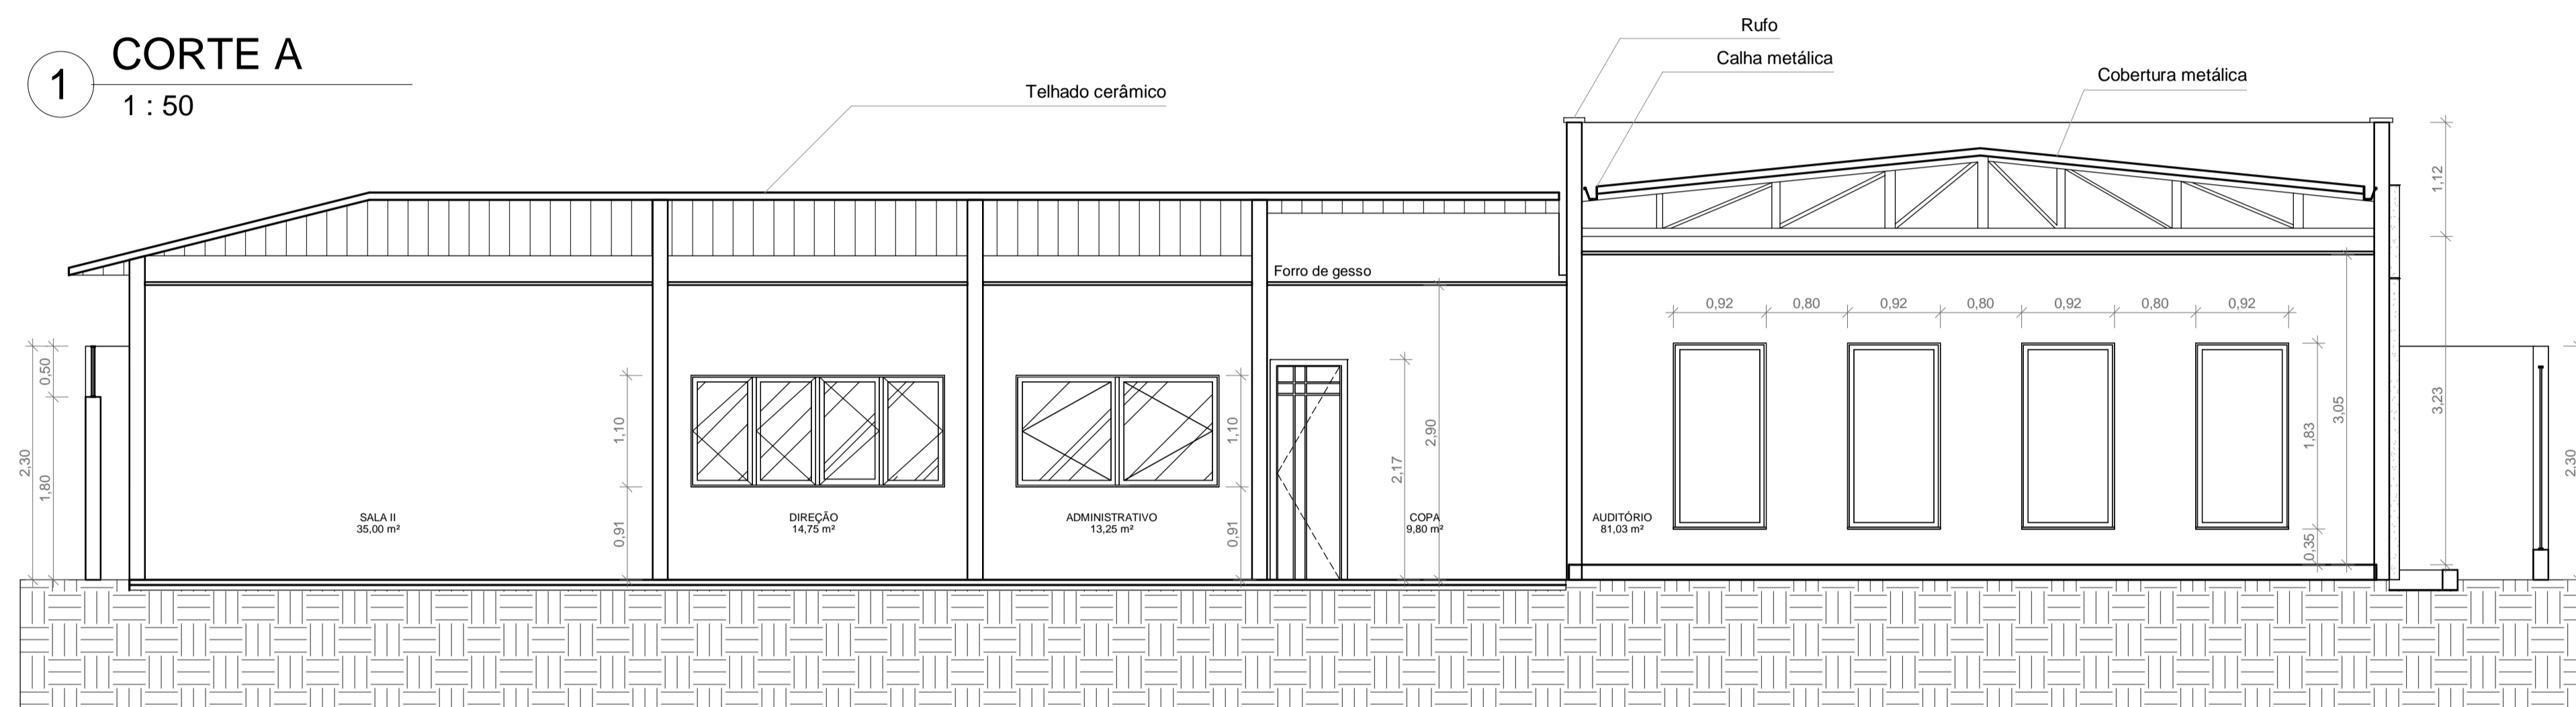 1
CORTE A
1 : 50
Rufo
Calha metálica
Cobertura metálica
Telhado cerâmico
1,12
Forro de gesso
0,92 0,80 0,92 0,80 0,92 0,80 0,92
0,50
2,30
1,80
1,10
0,91
1,10
0,91
2,17
2,90
1,83
3,05
0,35
3,23
2,30
SALA II
35,00 m²
DIREÇÃO
14,75 m²
ADMINISTRATIVO
13,25 m²
COPA
9,80 m²
AUDITÓRIO
81,03 m²